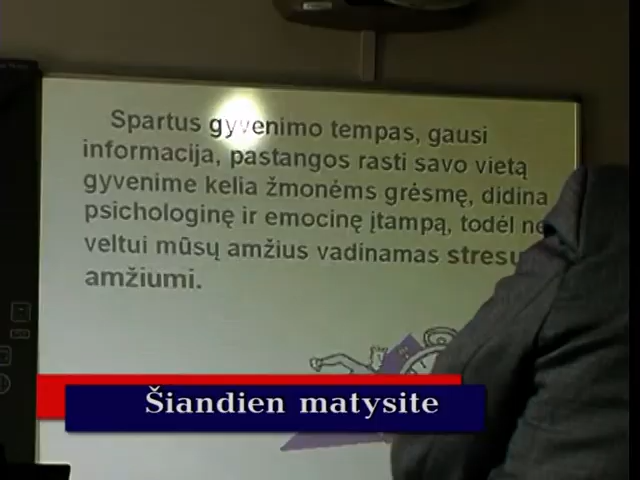 Spartus gyvenimo tempas, gausi
informacija, pastangos rasti savo vietą
gyvenime kelia žmonėms grėsmę, didina
psichologinę ir emocinę įtampą, todėl ne
veltui mūsų amžius vadinamas stresu
amžiumi.
Šiandien matysite